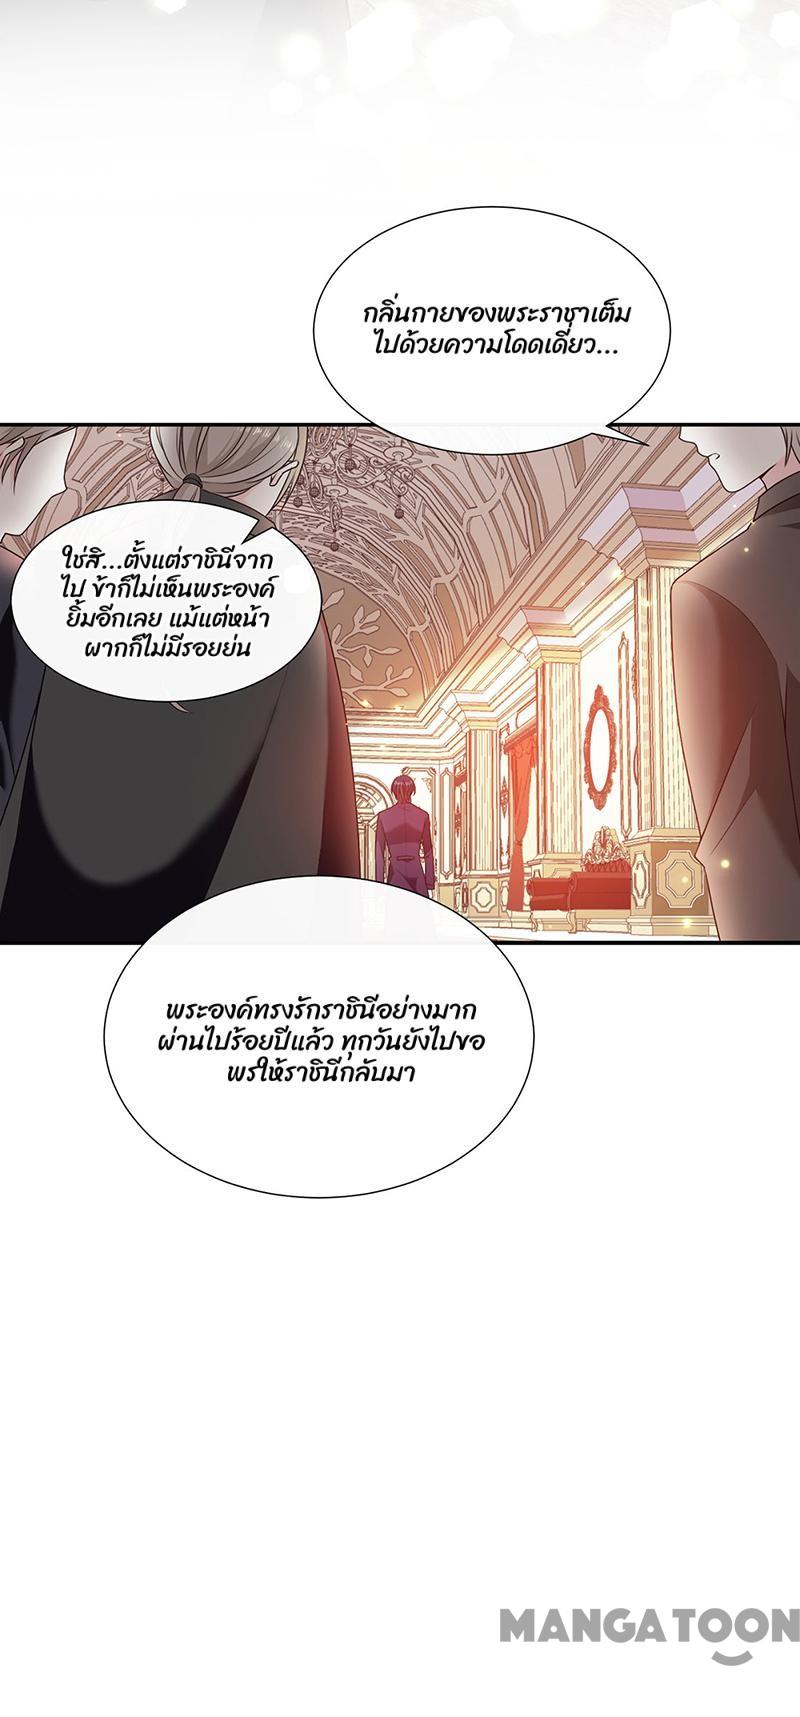 กลิ่นกายของพระราชาเต็ม
ไปด้วยความโดดเดี่ยว...
ใช่สิ...ตั้งแต่ราชินีจาก
ไป ข้าก็ไม่เห็นพระองค์
ยิ้มอีกเลย แม้แต่หน้า
ผากก็ไม่มีรอยย่น
พระองค์ทรงรักราชินีอย่างมาก
ผ่านไปร้อยปีแล้ว ทุกวันยังไปขอ
พรให้ราชินีกลับมา
MANGATOON